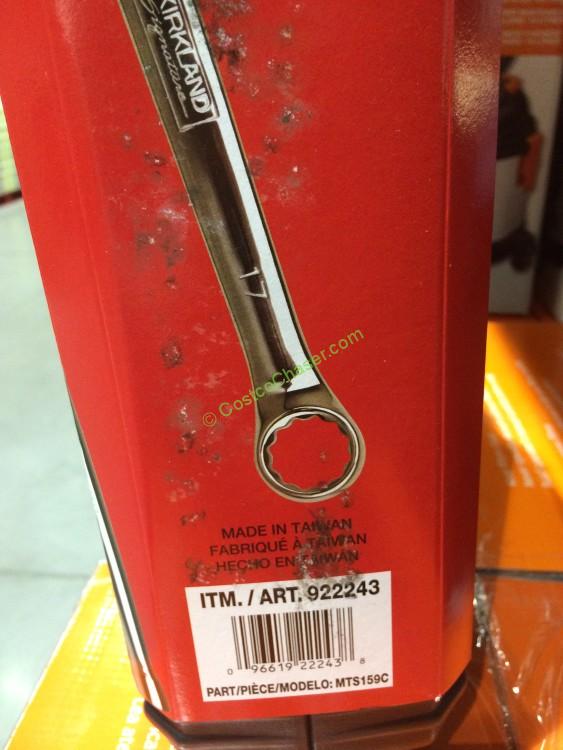 KIRKLAND
Signature
17
© CostcoChaser.com
MADE IN TAIWAN
FABRIQUÉ À TAIWAN
HECHO EN TAIWAN
ITM. / ART. 922243
0 96619 22243 8
PART/PIÈCE/MODELO: MTS159C